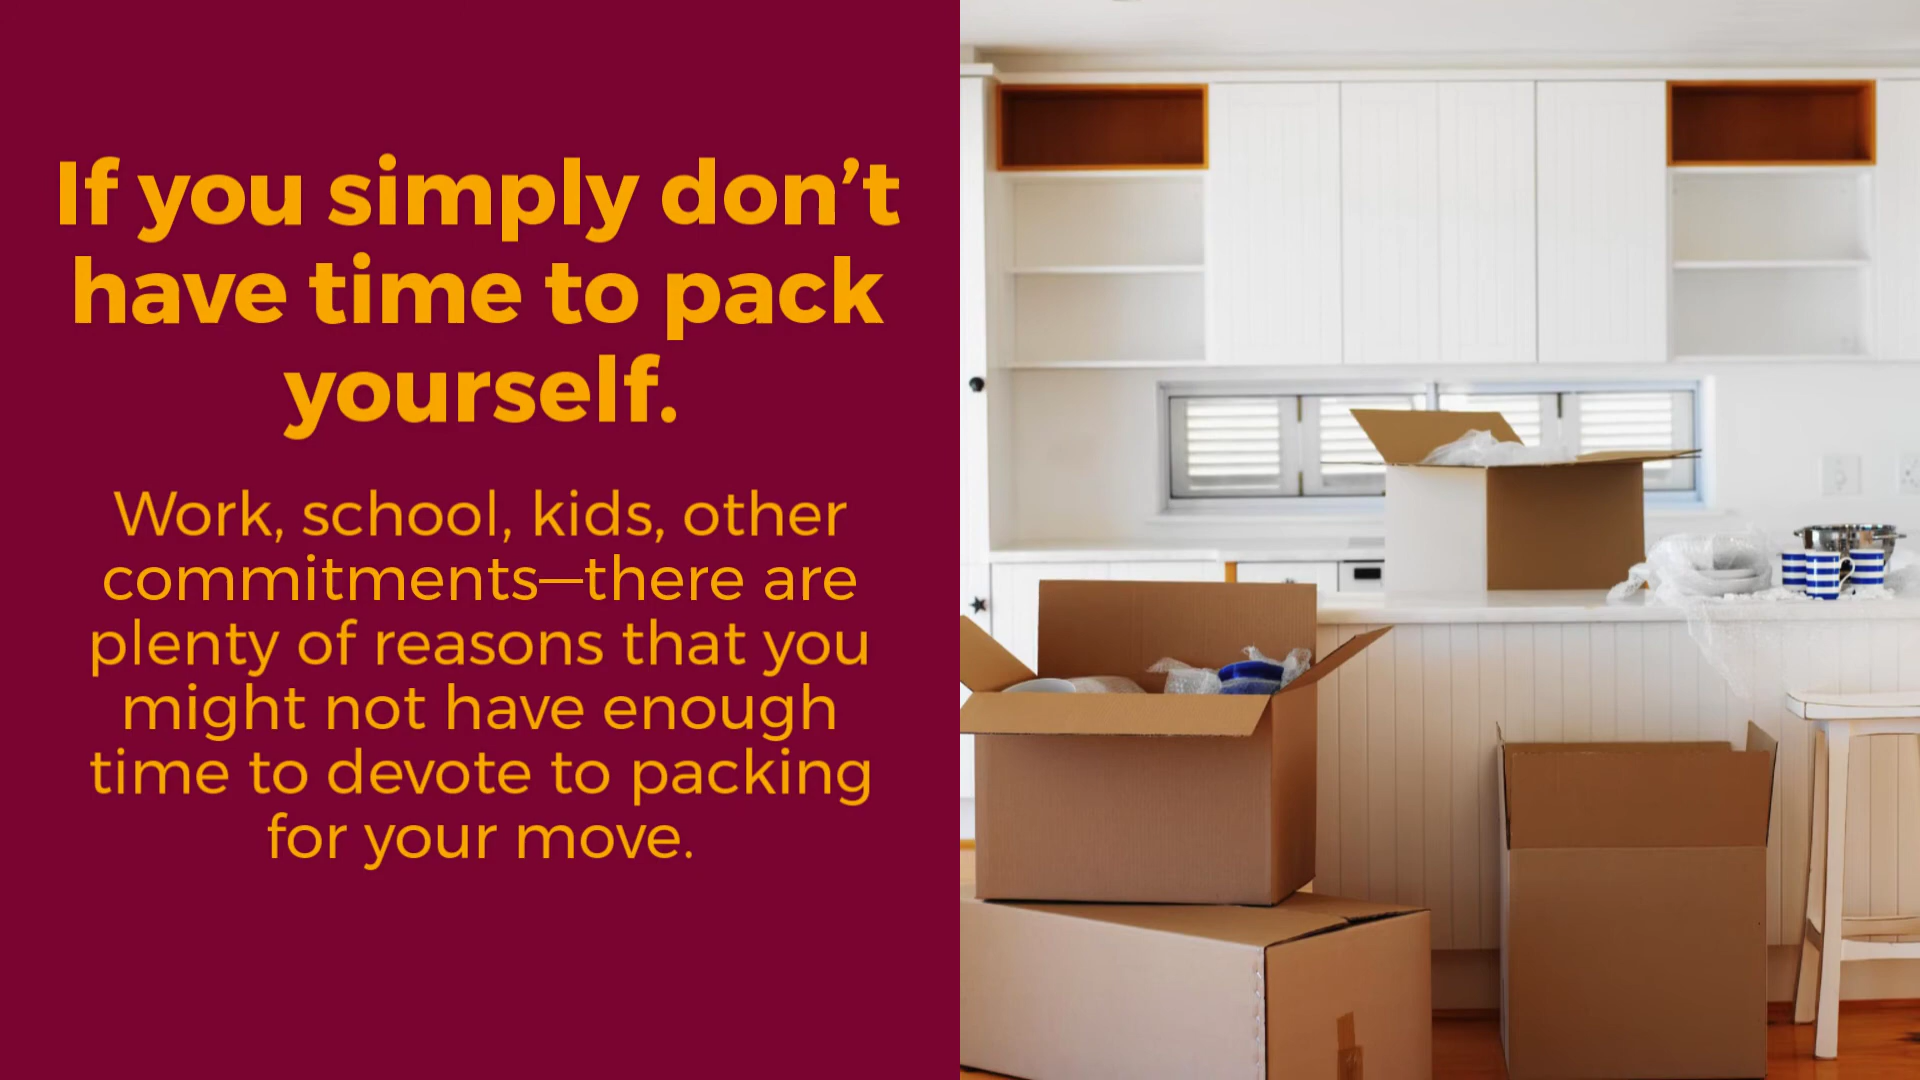 If you simply don’t
have time to pack
yourself.
Work, school, kids, other
commitments—there are
plenty of reasons that you
might not have enough
time to devote to packing
for your move.